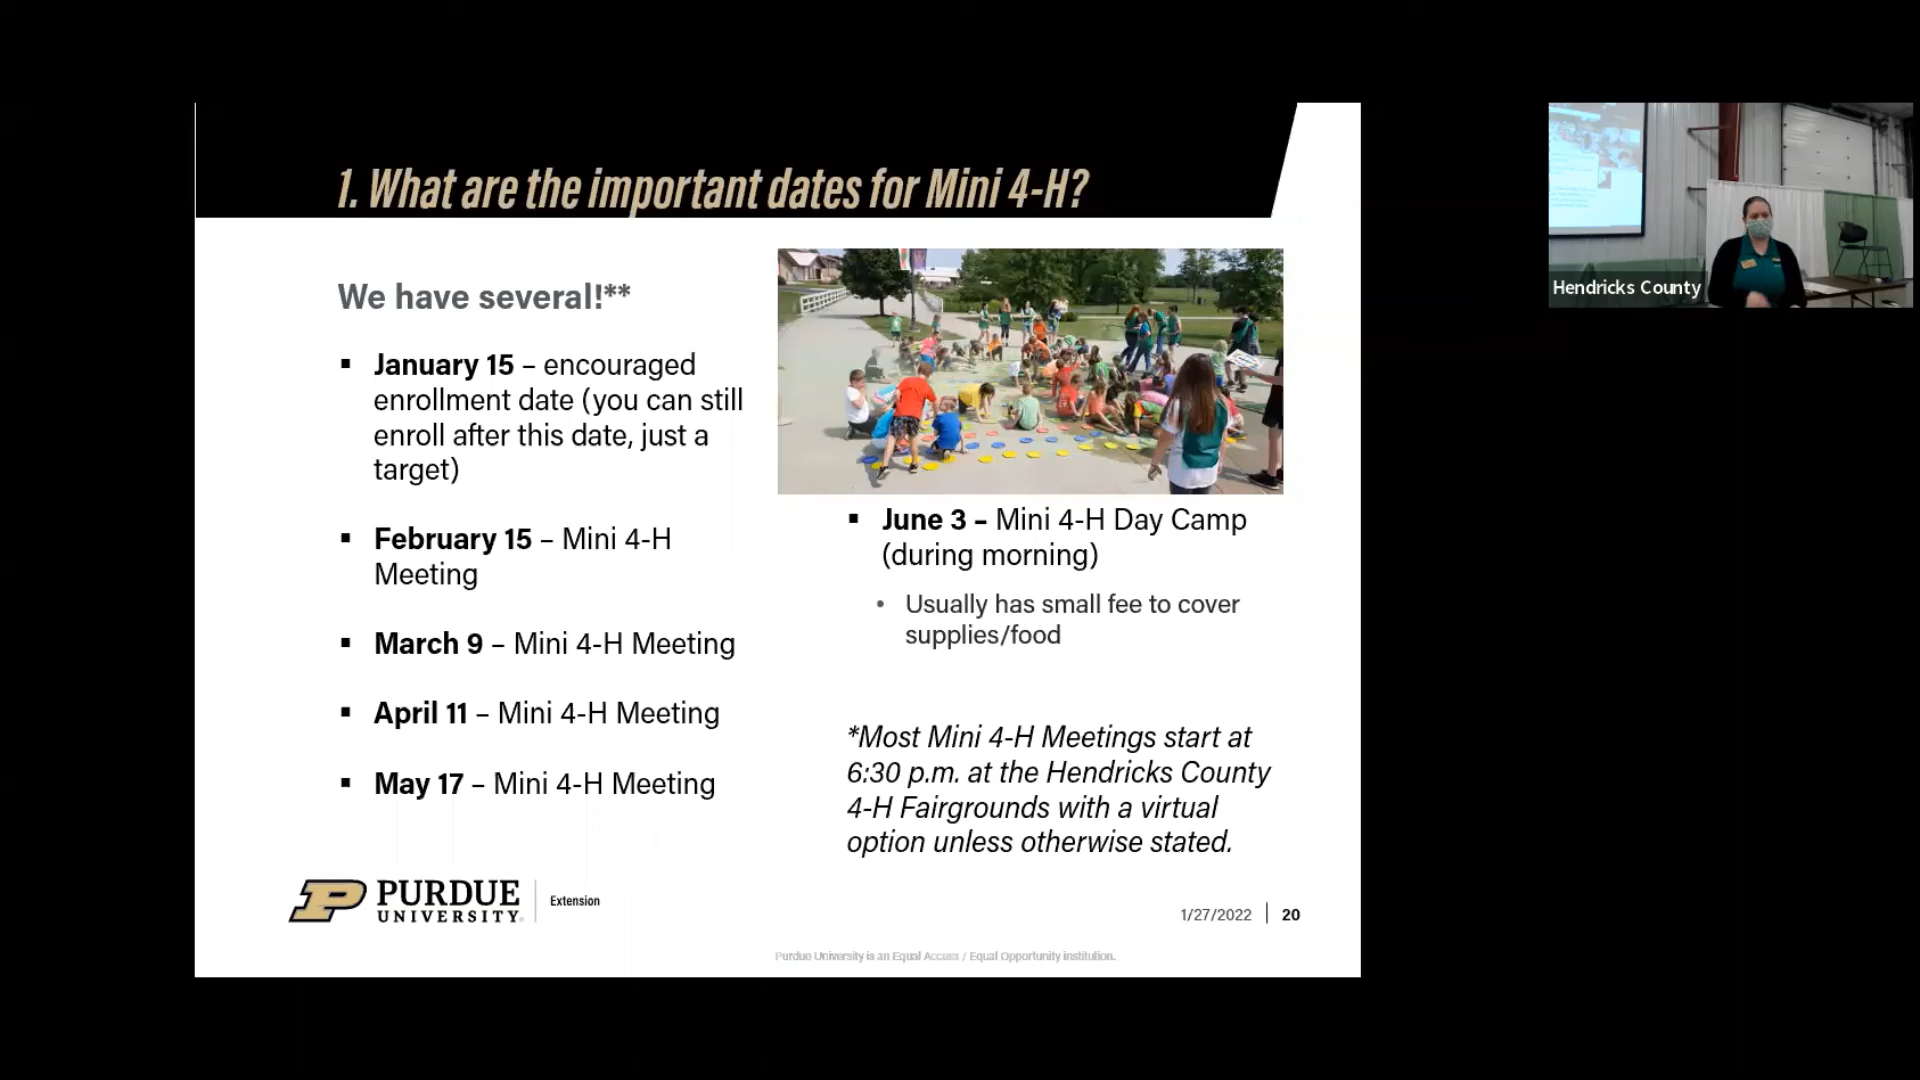 1. What are the important dates for Mini 4-H?
We have several!**
▪ January 15 – encouraged
enrollment date (you can still
enroll after this date, just a
target)
▪ February 15 – Mini 4-H
Meeting
▪ March 9 – Mini 4-H Meeting
▪ April 11 – Mini 4-H Meeting
▪ May 17 – Mini 4-H Meeting
▪ June 3 – Mini 4-H Day Camp
(during morning)
• Usually has small fee to cover
supplies/food
*Most Mini 4-H Meetings start at
6:30 p.m. at the Hendricks County
4-H Fairgrounds with a virtual
option unless otherwise stated.
P PURDUE
UNIVERSITY®
Extension
1/27/2022 | 20
Purdue University is an Equal Access / Equal Opportunity institution.
Hendricks County